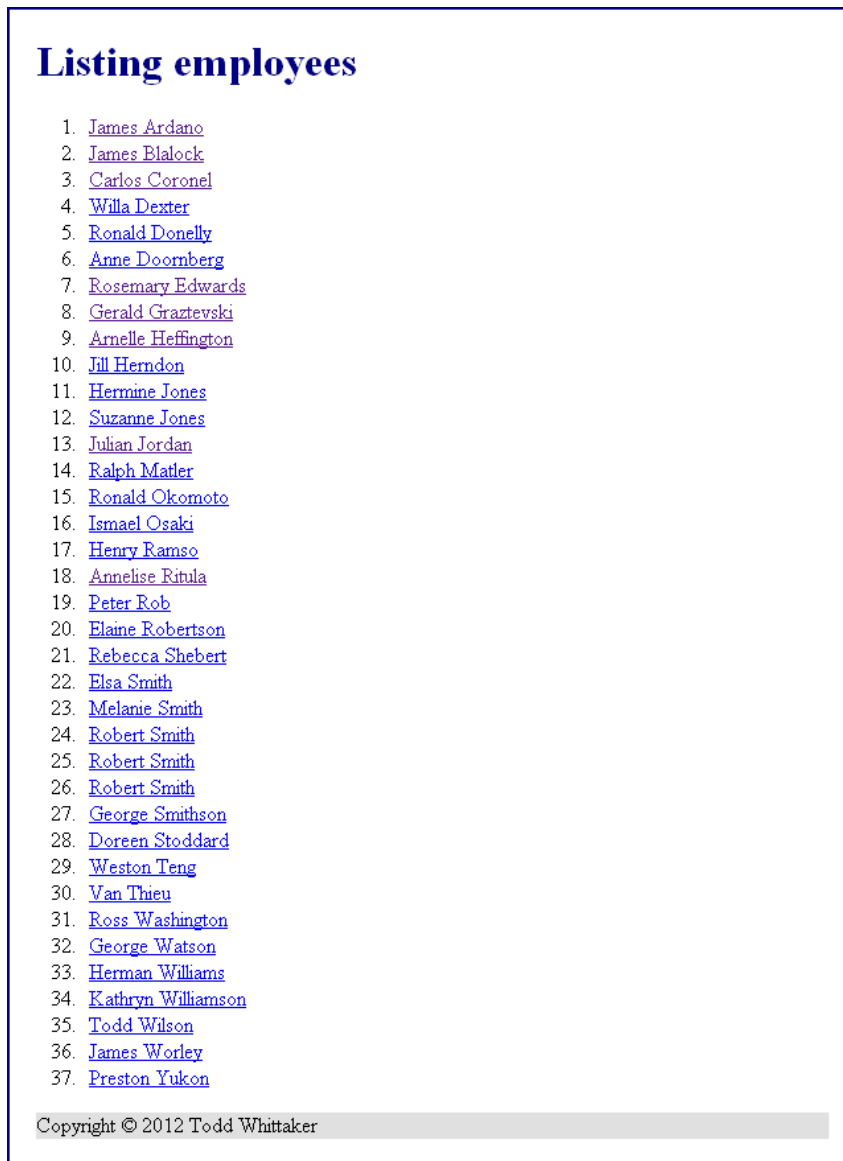 Listing employees
1. James Ardano
2. James Blalock
3. Carlos Coronel
4. Willa Dexter
5. Ronald Donelly
6. Anne Doornberg
7. Rosemary Edwards
8. Gerald Graztevski
9. Arnelle Heffington
10. Jill Herndon
11. Hermine Jones
12. Suzanne Jones
13. Julian Jordan
14. Ralph Matler
15. Ronald Okomoto
16. Ismael Osaki
17. Henry Ramso
18. Annelise Ritula
19. Peter Rob
20. Elaine Robertson
21. Rebecca Shebert
22. Elsa Smith
23. Melanie Smith
24. Robert Smith
25. Robert Smith
26. Robert Smith
27. George Smithson
28. Doreen Stoddard
29. Weston Teng
30. Van Thieu
31. Ross Washington
32. George Watson
33. Herman Williams
34. Kathryn Williamson
35. Todd Wilson
36. James Worley
37. Preston Yukon
Copyright © 2012 Todd Whittaker